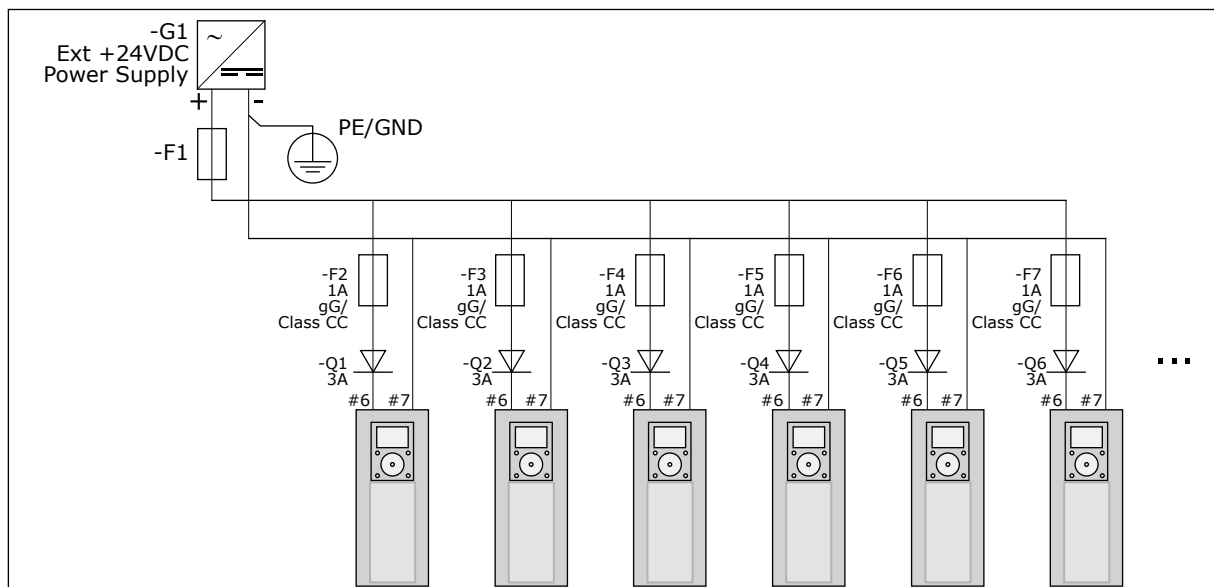 -G1
Ext +24VDC
Power Supply
+ -
PE/GND
-F1
-F2
1A
gG/
Class CC
-F3
1A
gG/
Class CC
-F4
1A
gG/
Class CC
-F5
1A
gG/
Class CC
-F6
1A
gG/
Class CC
-F7
1A
gG/
Class CC
-Q1
3A
-Q2
3A
-Q3
3A
-Q4
3A
-Q5
3A
-Q6
3A
...
#6 #7
#6 #7
#6 #7
#6 #7
#6 #7
#6 #7